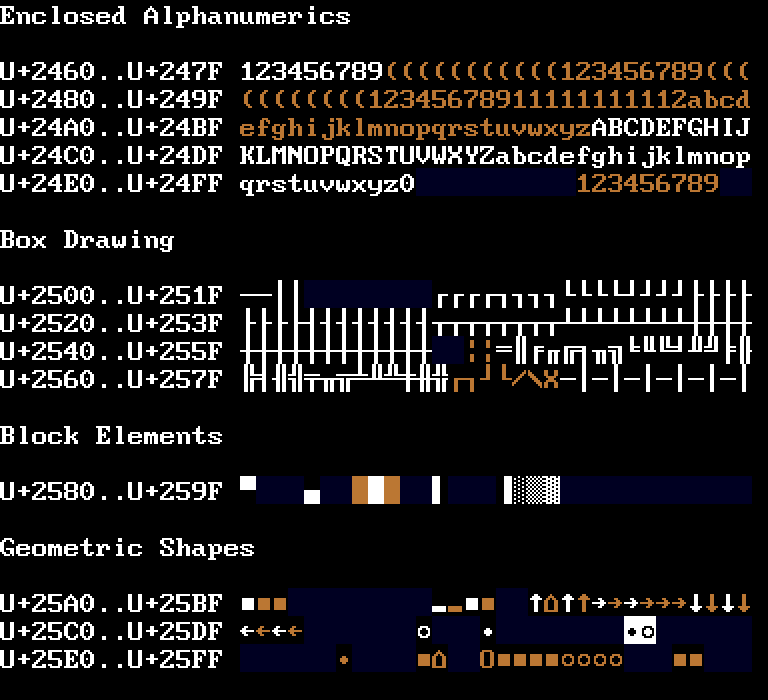 Enclosed Alphanumerics
U+2460..U+247F 123456789(((((((((((123456789(((
U+2480..U+249F ((((((((12345678911111111112abcd
U+24A0..U+24BF efghijklmnopqrstuvwxyzABCDEFGHIJ
U+24C0..U+24DF KLMNOPQRSTUVWXYZabcdefghijklmnop
U+24E0..U+24FF qrstuvwxyz0 123456789
Box Drawing
U+2500..U+251F
U+2520..U+253F
U+2540..U+255F
U+2560..U+257F
Block Elements
U+2580..U+259F
Geometric Shapes
U+25A0..U+25BF
U+25C0..U+25DF
U+25E0..U+25FF